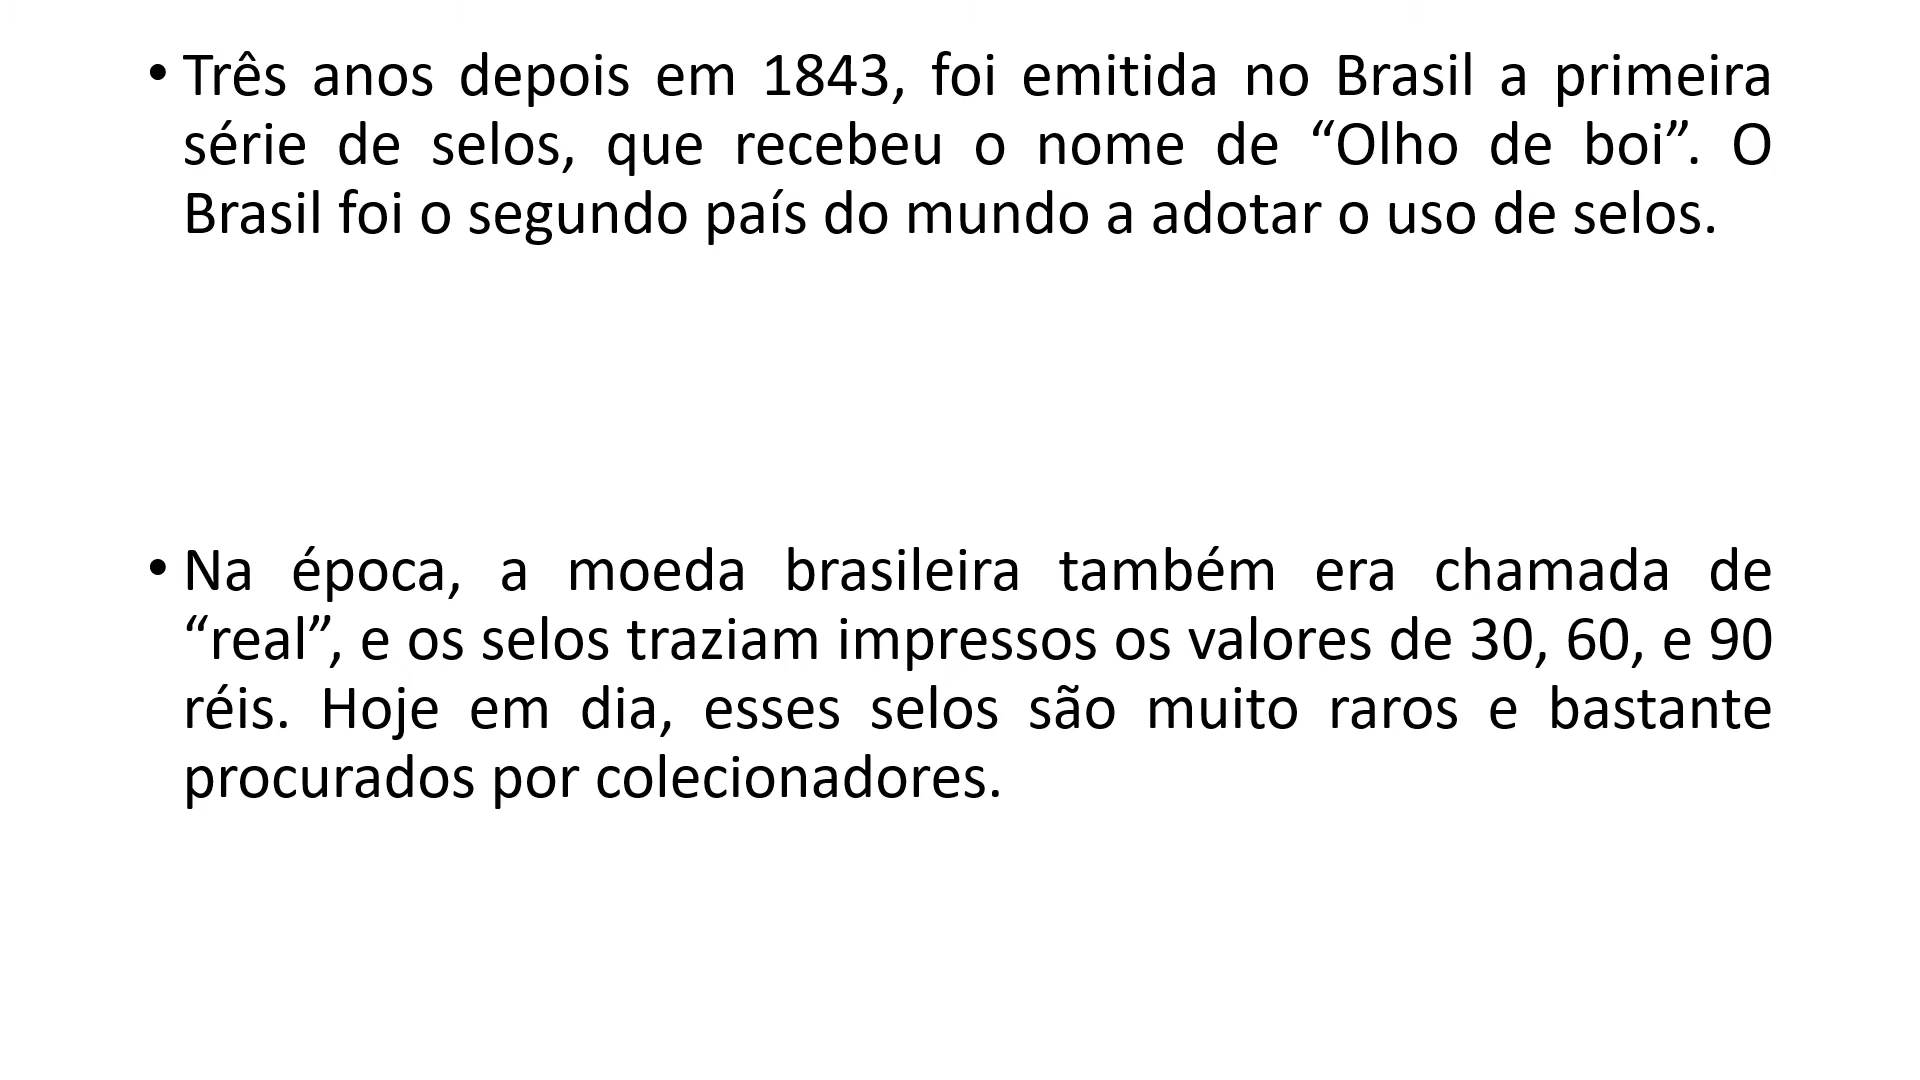 • Três anos depois em 1843, foi emitida no Brasil a primeira
série de selos, que recebeu o nome de “Olho de boi”. O
Brasil foi o segundo país do mundo a adotar o uso de selos.
• Na época, a moeda brasileira também era chamada de
“real”, e os selos traziam impressos os valores de 30, 60, e 90
réis. Hoje em dia, esses selos são muito raros e bastante
procurados por colecionadores.